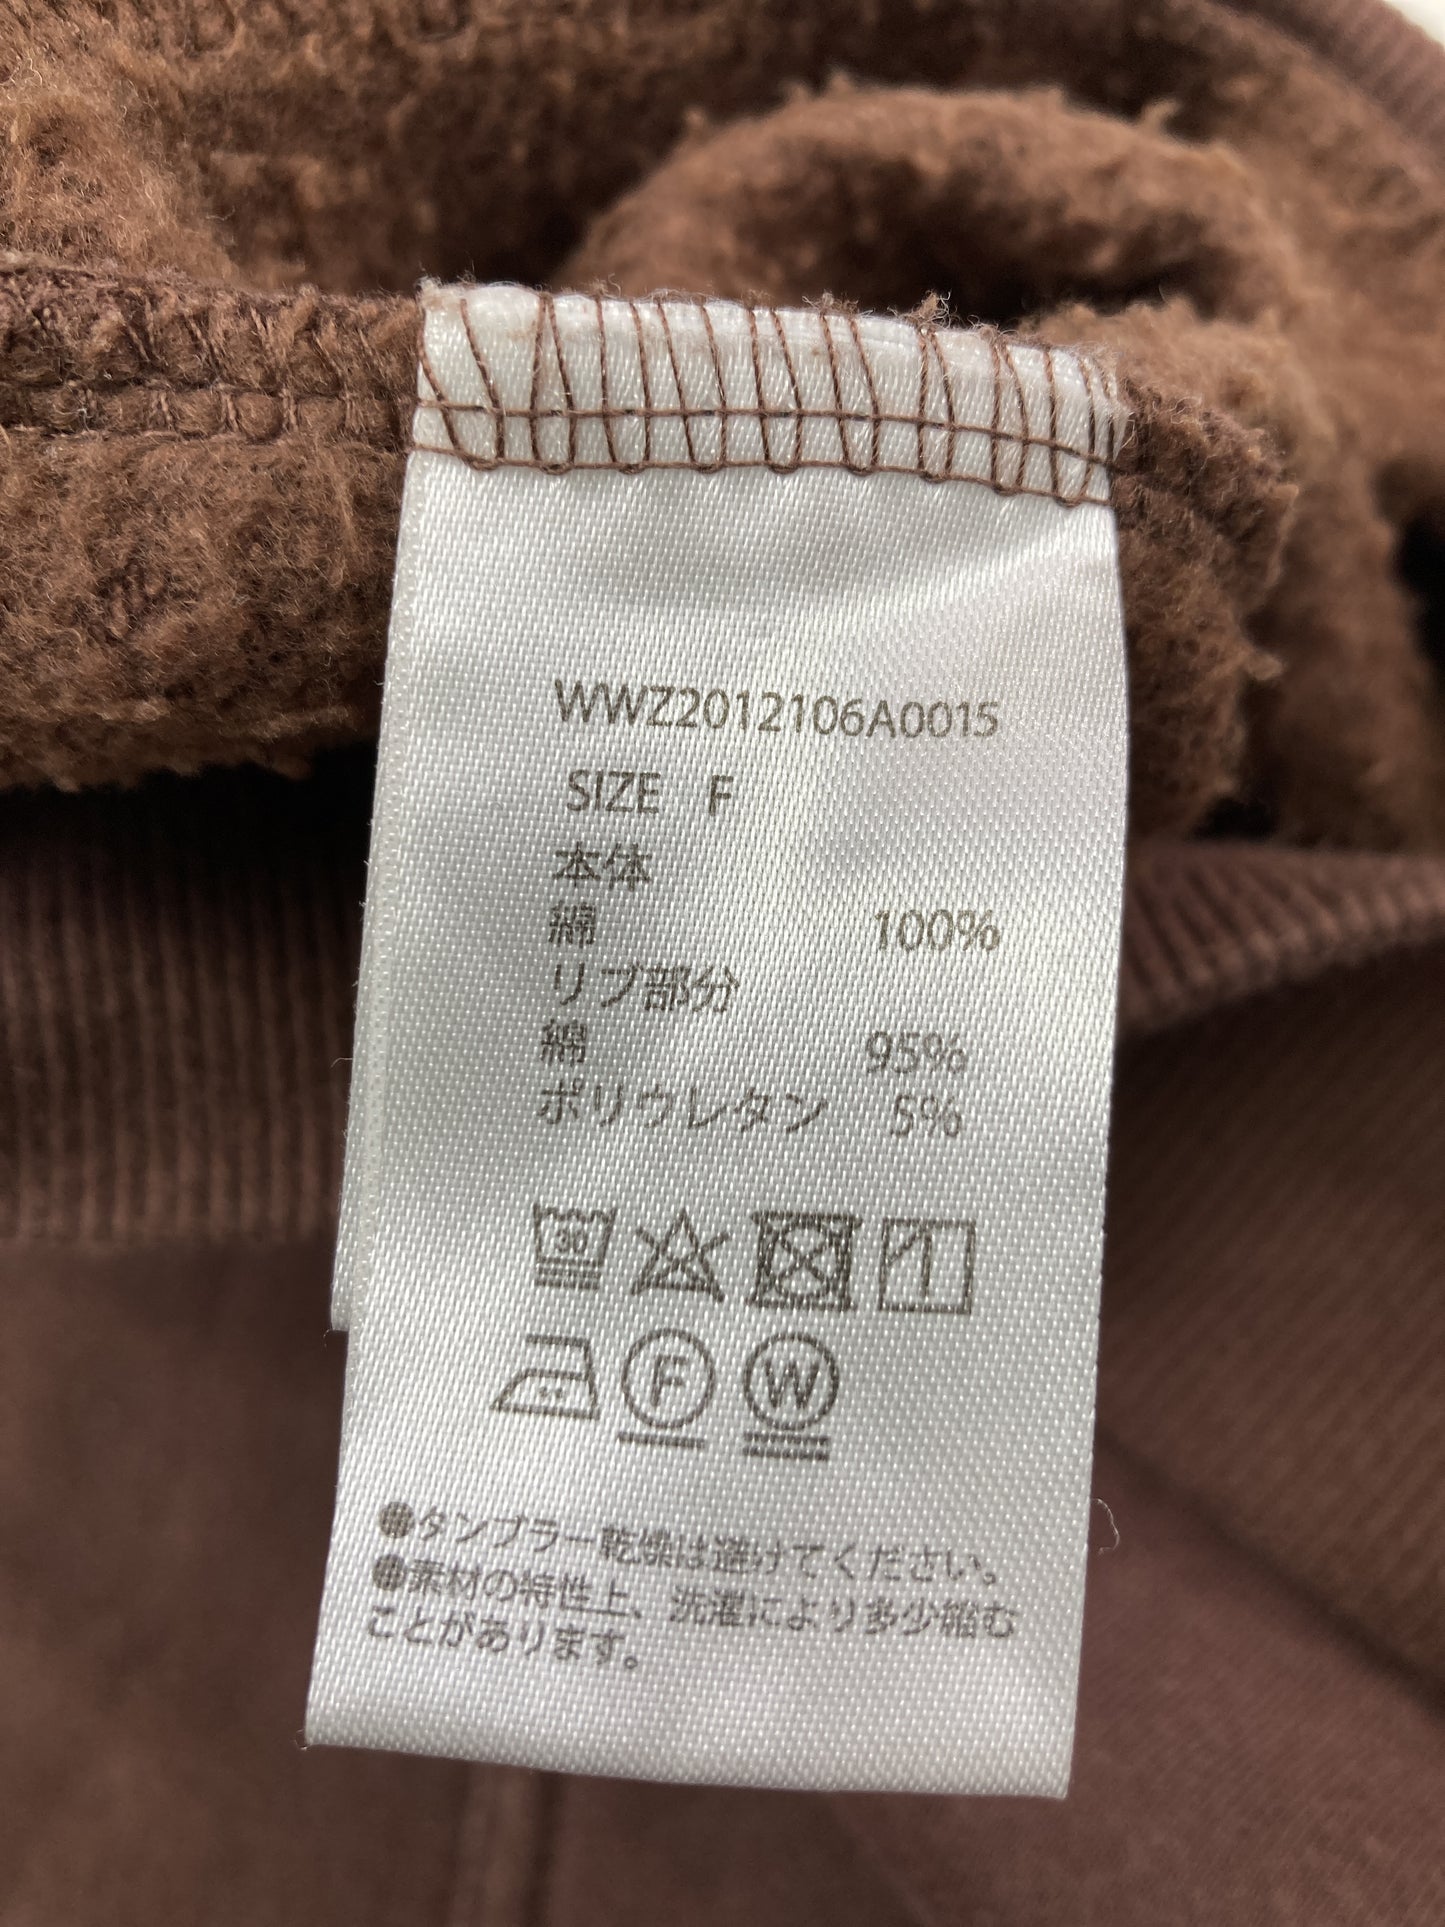 WWZ2012106A0015
SIZE F
本体
綿 100%
リブ部分
綿 95%
ポリウレタン 5%
30
F W
●タンブラー乾燥は避けてください。
●素材の特性上、洗濯により多少縮む
ことがあります。